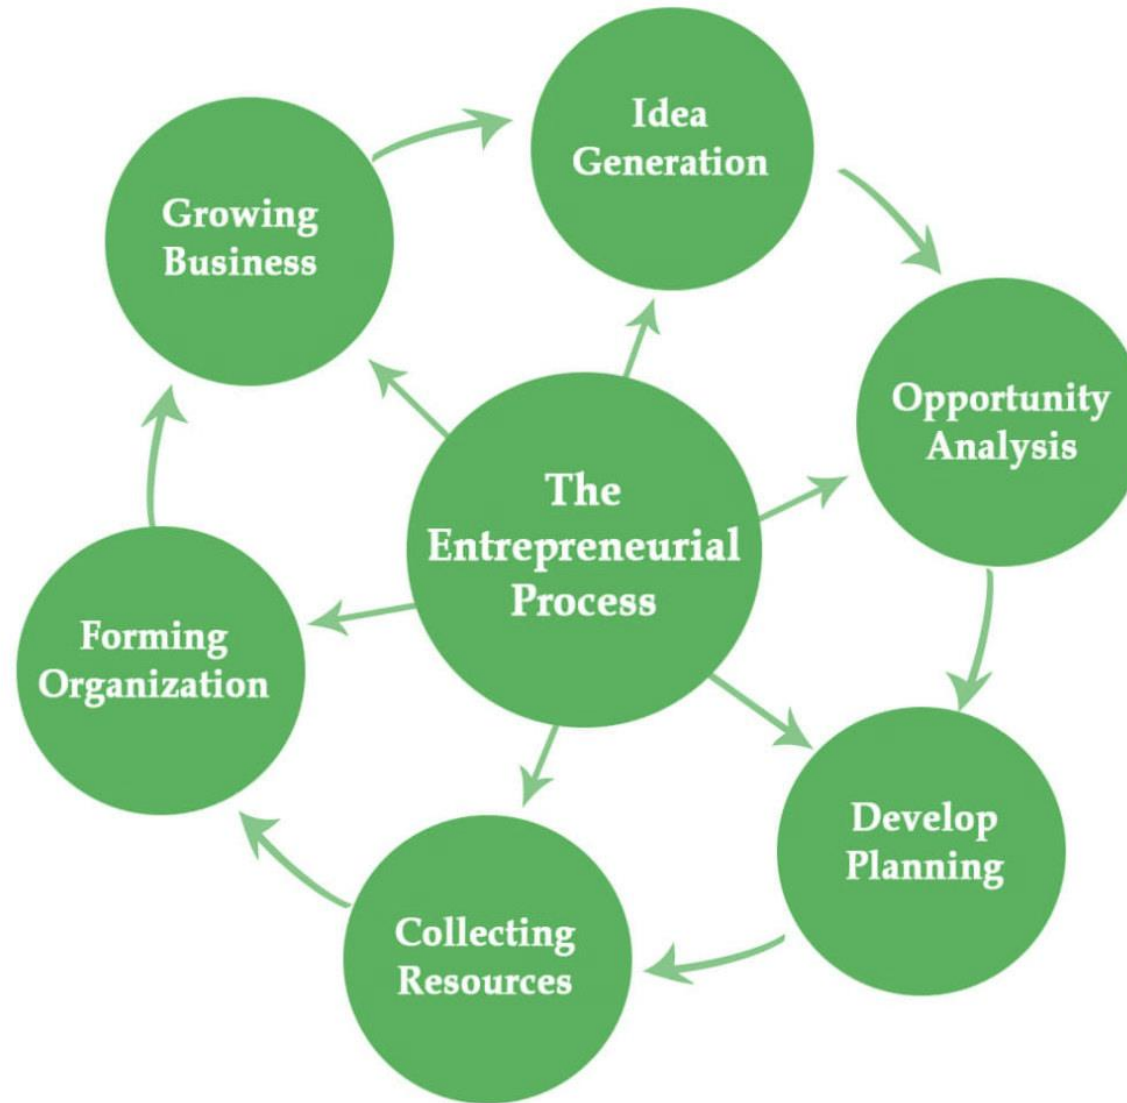 Idea
Generation
Opportunity
Analysis
Develop
Planning
Collecting
Resources
Forming
Organization
Growing
Business
The
Entrepreneurial
Process